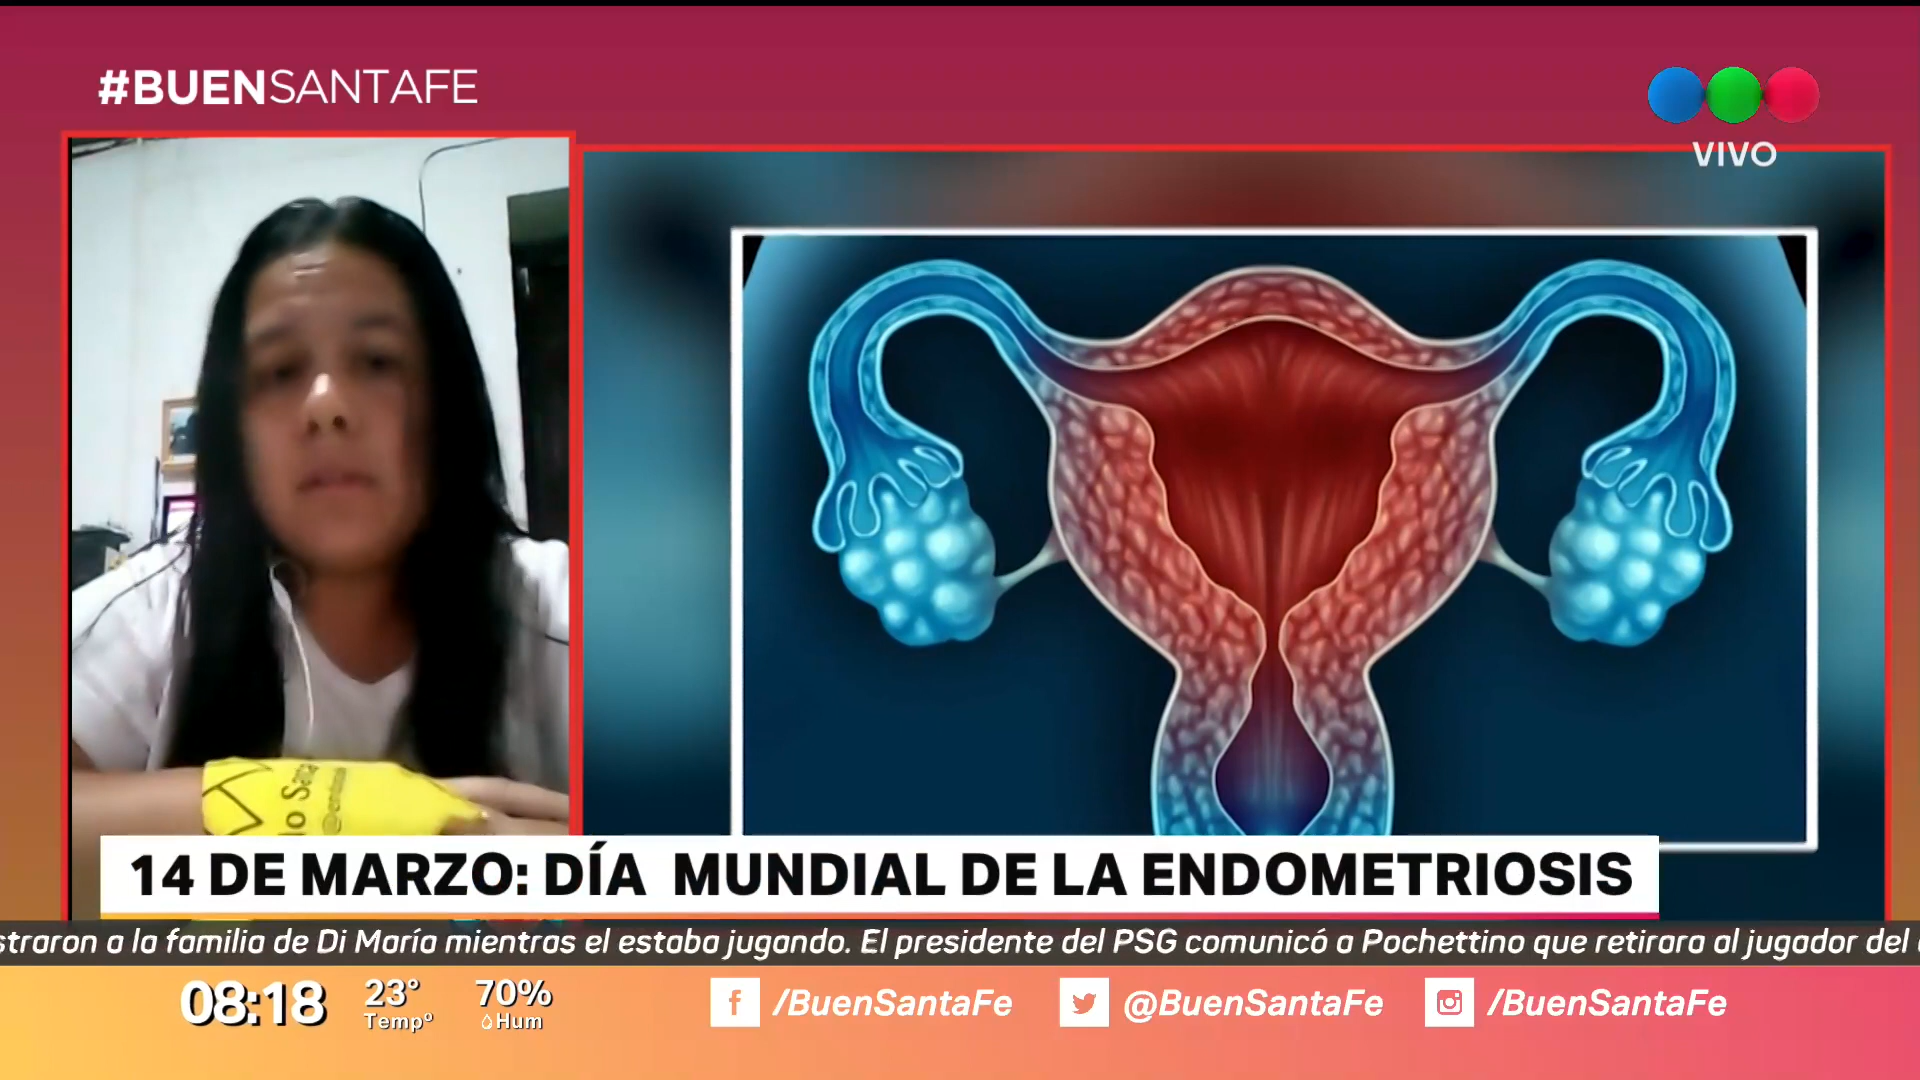 #BUENSANTAFE
VIVO
14 DE MARZO: DÍA MUNDIAL DE LA ENDOMETRIOSIS
straron a la familia de Di María mientras el estaba jugando. El presidente del PSG comunicó a Pochettino que retirara al jugador del
08:18
23°
Tempº
70%
Hum
/BuenSantaFe
@BuenSantaFe
/BuenSantaFe